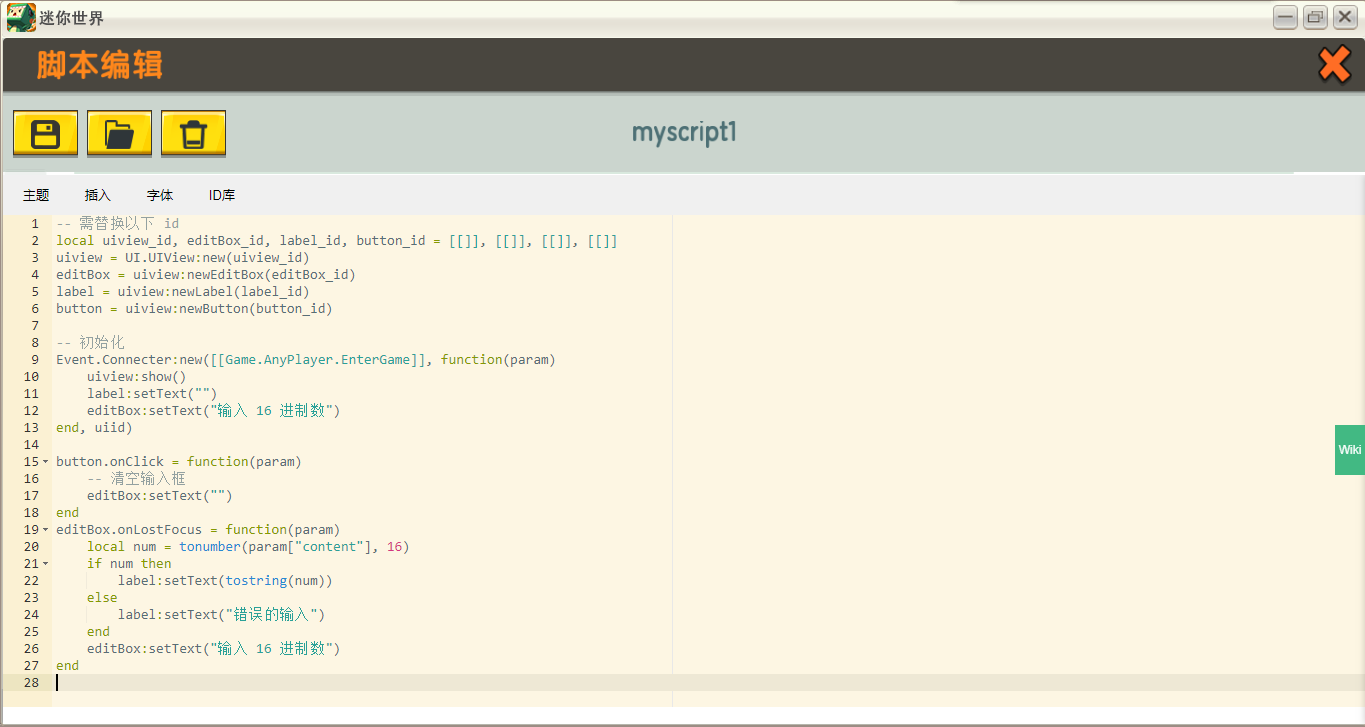 迷你世界
脚本编辑
myscript1
主题 插入 字体 ID库
1 -- 需替换以下 id
2 local uiview_id, editBox_id, label_id, button_id = [[]], [[]], [[]], [[]]
3 uiview = UI.UIView:new(uiview_id)
4 editBox = uiview:newEditBox(editBox_id)
5 label = uiview:newLabel(label_id)
6 button = uiview:newButton(button_id)
7
8 -- 初始化
9 Event.Connecter:new([[Game.AnyPlayer.EnterGame]], function(param)
10     uiview:show()
11     label:setText("")
12     editBox:setText("输入 16 进制数")
13 end, uiid)
14
15 button.onClick = function(param)
16     -- 清空输入框
17     editBox:setText("")
18 end
19 editBox.onLostFocus = function(param)
20     local num = tonumber(param["content"], 16)
21     if num then
22         label:setText(tostring(num))
23     else
24         label:setText("错误的输入")
25     end
26     editBox:setText("输入 16 进制数")
27 end
28
Wiki